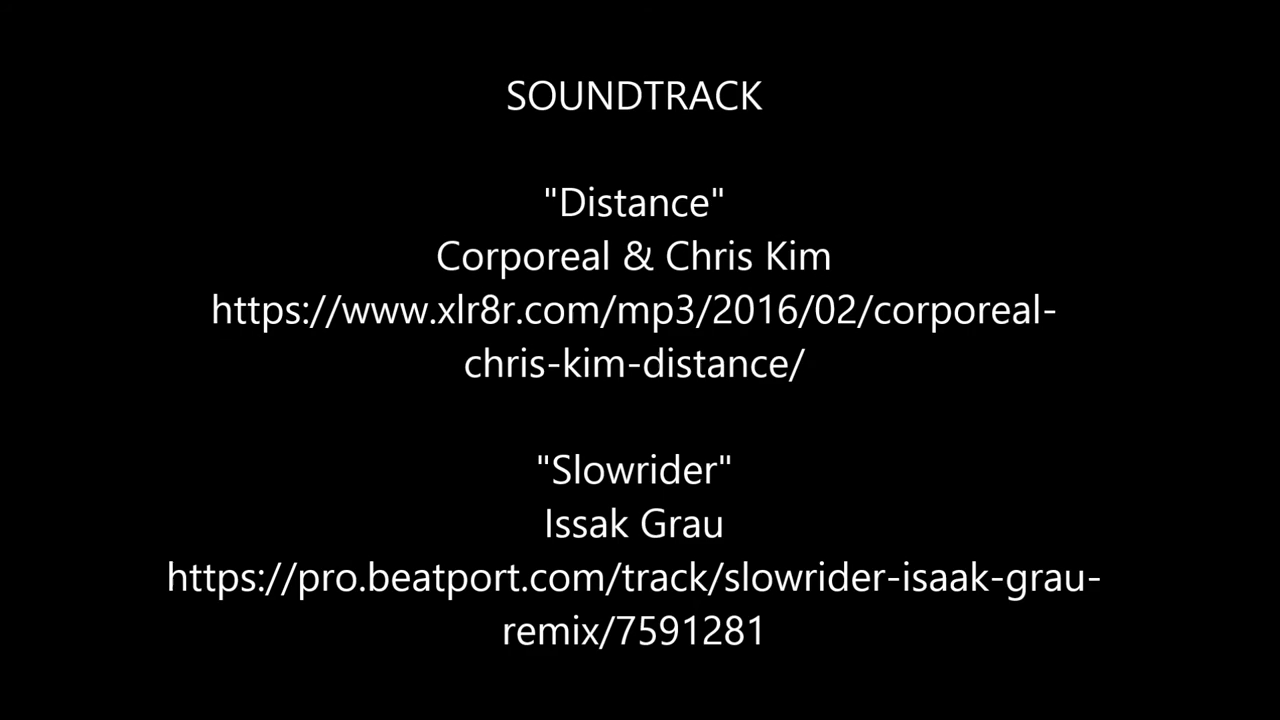 SOUNDTRACK
"Distance"
Corporeal & Chris Kim
https://www.xlr8r.com/mp3/2016/02/corporeal-
chris-kim-distance/
"Slowrider"
Issak Grau
https://pro.beatport.com/track/slowrider-isaak-grau-
remix/7591281